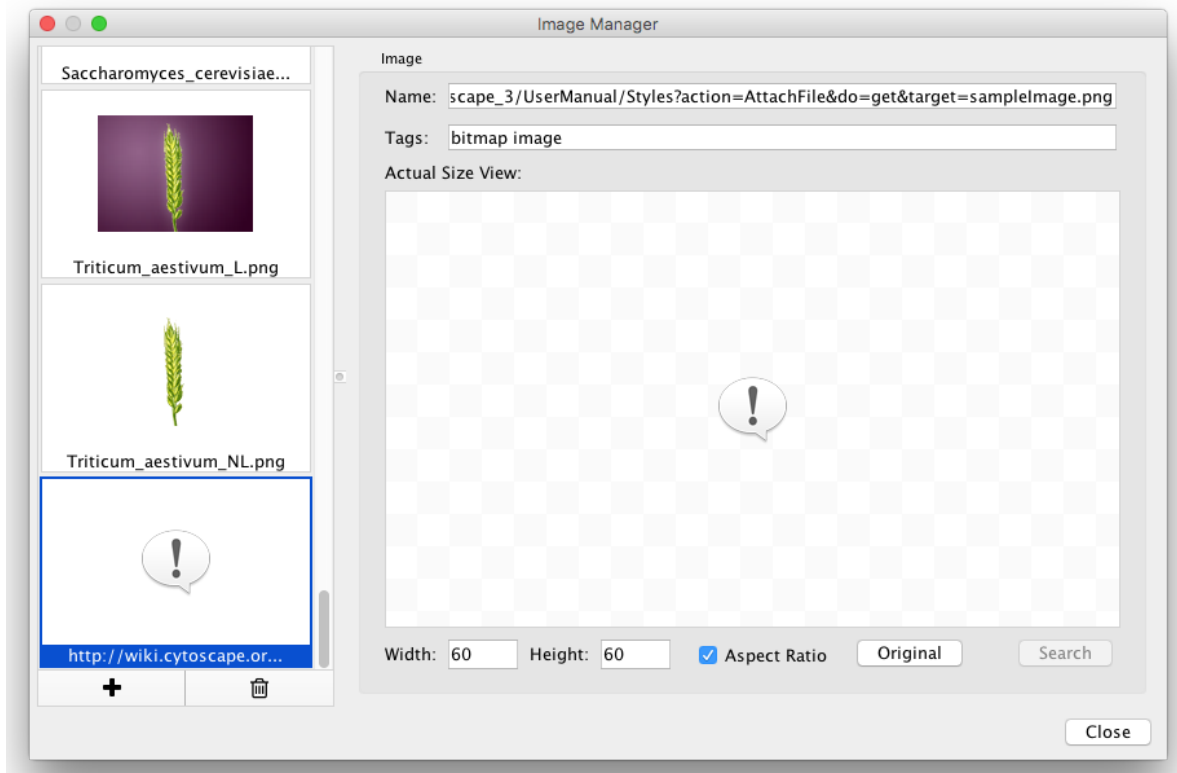 Image Manager
Saccharomyces_cerevisiae...
Triticum_aestivum_L.png
Triticum_aestivum_NL.png
http://wiki.cytoscape.or...
Image
Name: scape_3/UserManual/Styles?action=AttachFile&do=get&target=sampleImage.png
Tags: bitmap image
Actual Size View:
Width: 60 Height: 60 Aspect Ratio Original Search
Close